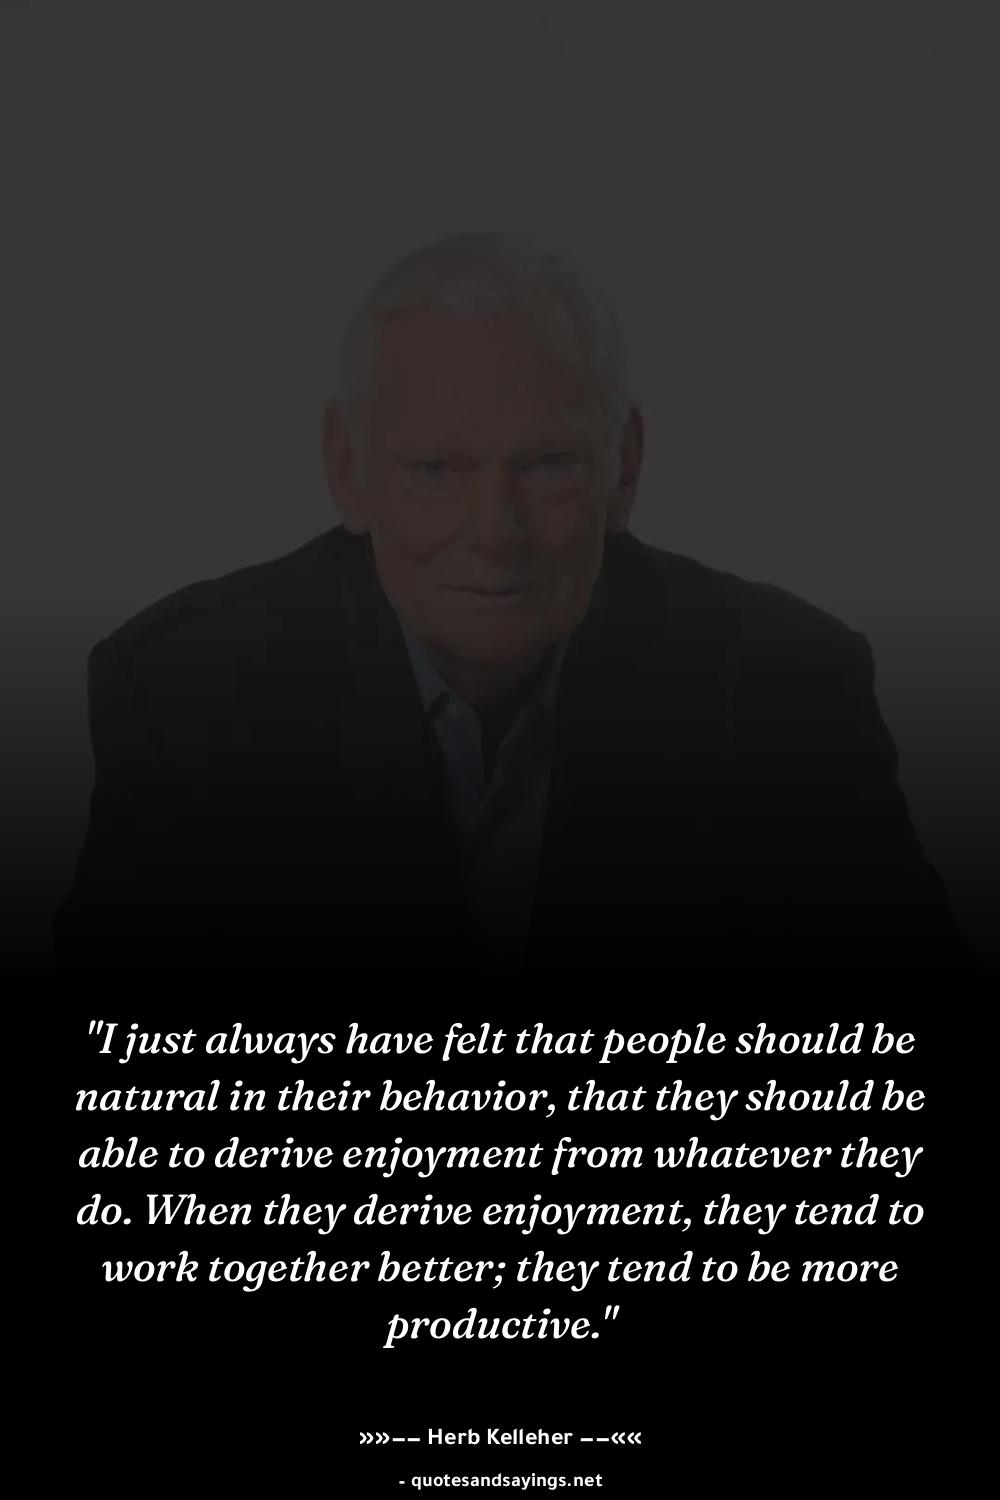 "I just always have felt that people should be
natural in their behavior, that they should be
able to derive enjoyment from whatever they
do. When they derive enjoyment, they tend to
work together better; they tend to be more
productive."
»»–– Herb Kelleher ––««
- quotesandsayings.net